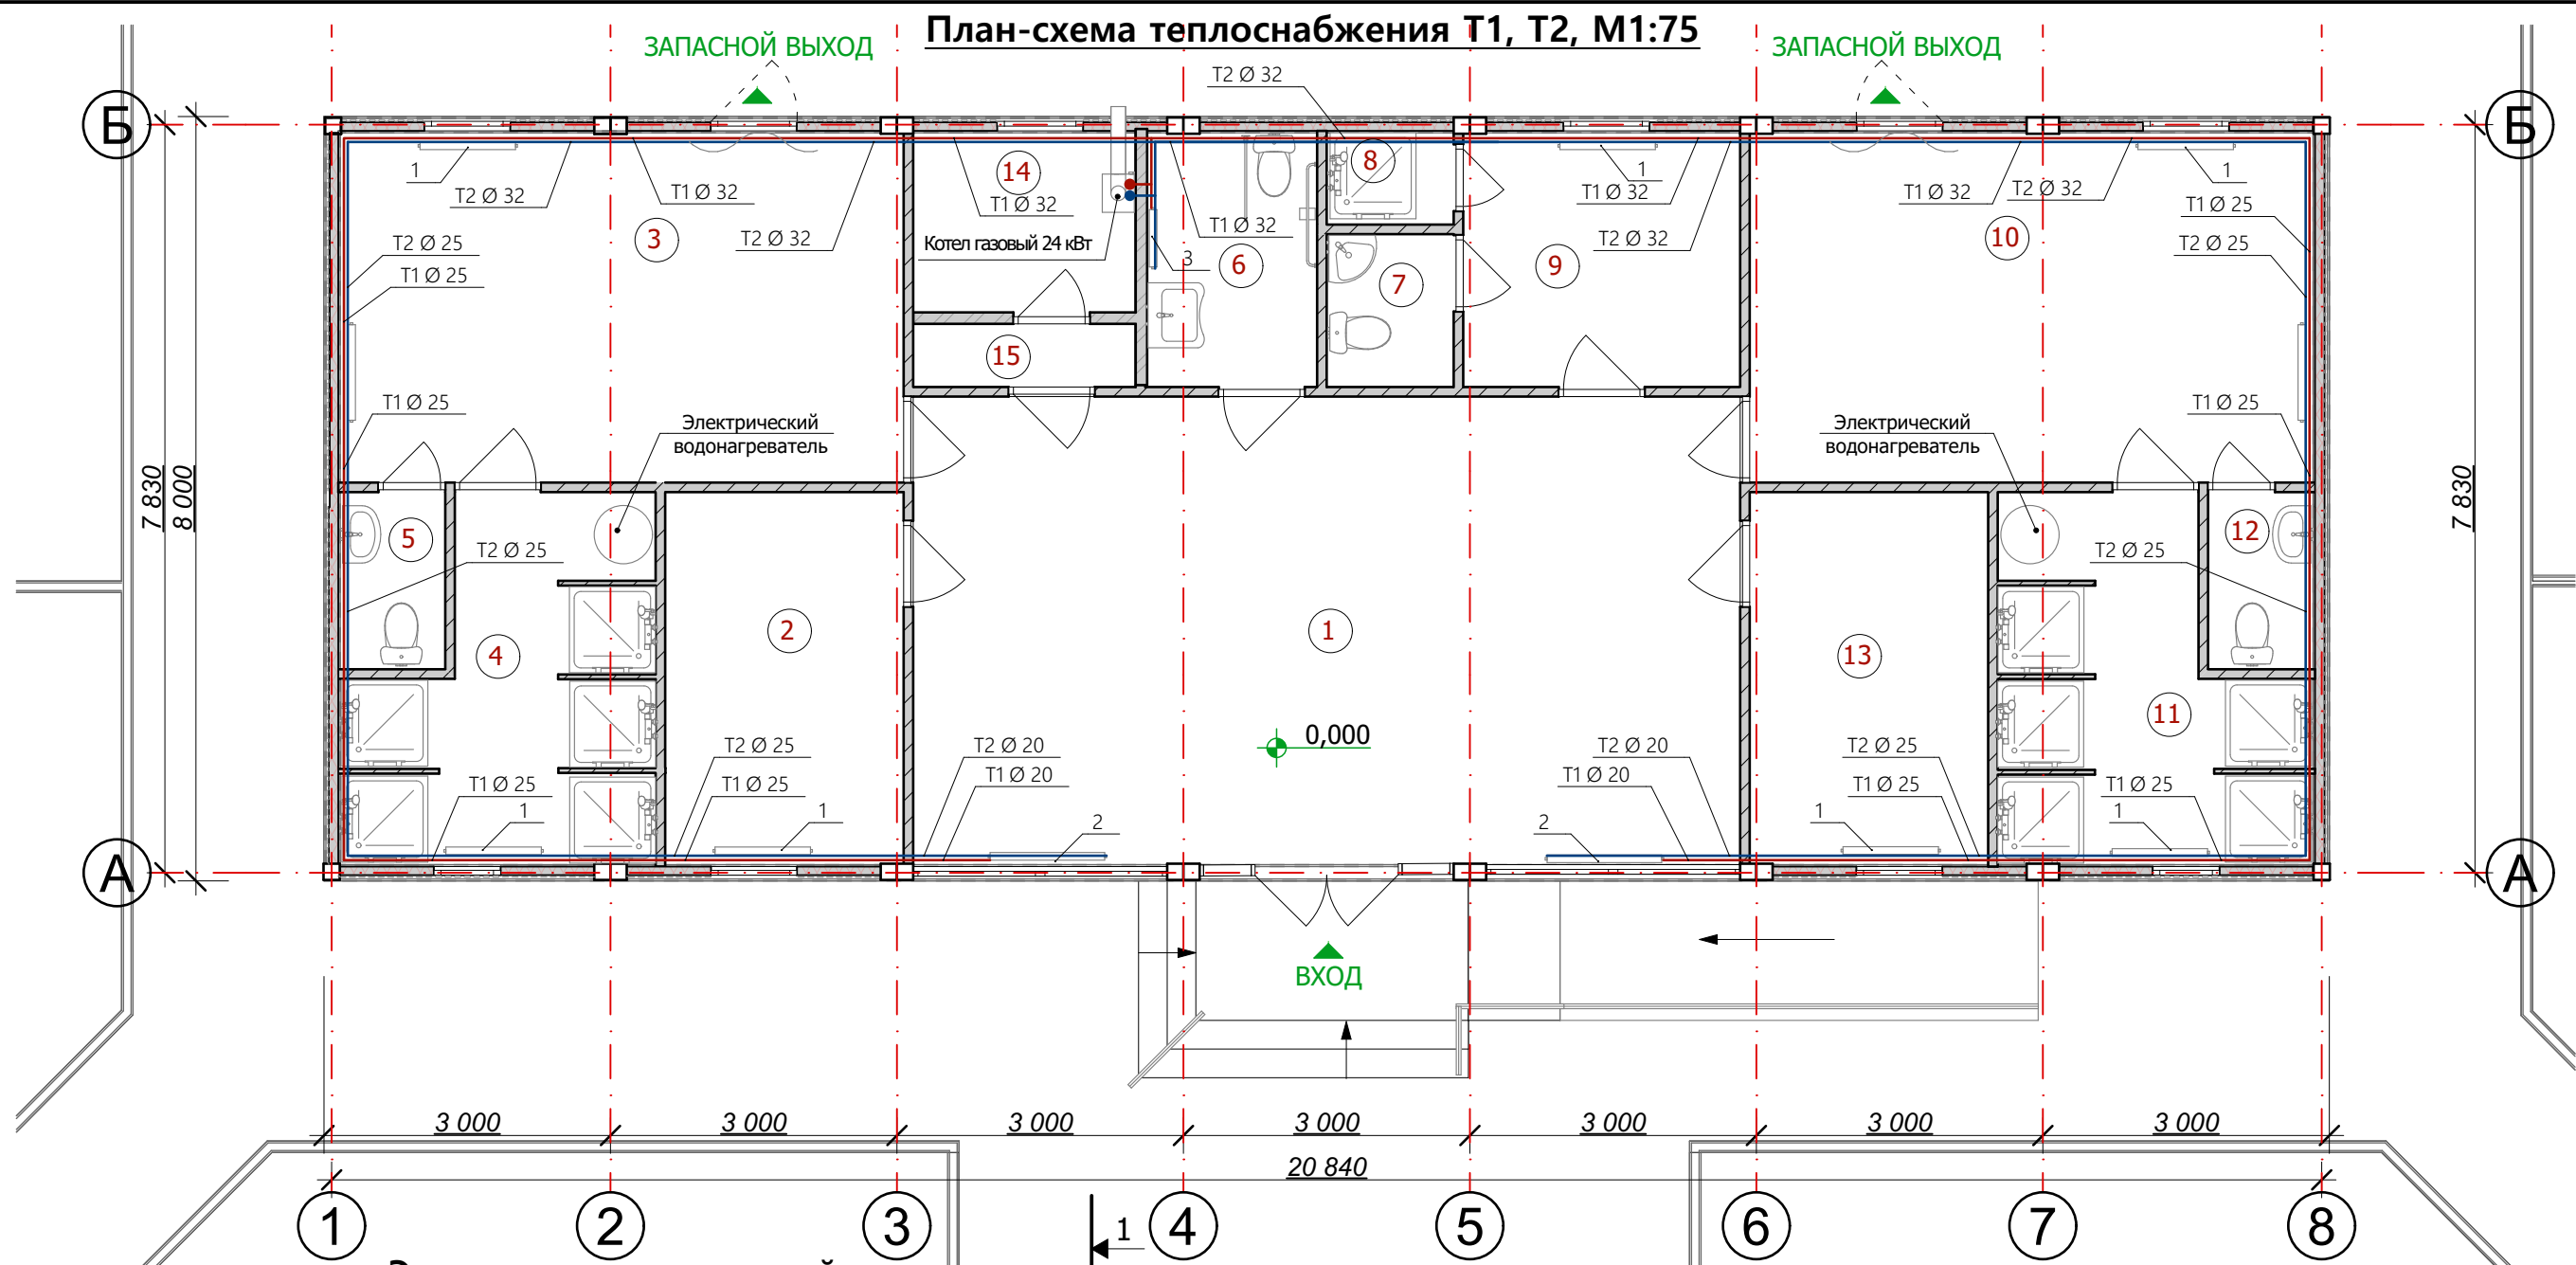 План-схема теплоснабжения Т1, Т2, М1:75
ЗАПАСНОЙ ВЫХОД
ЗАПАСНОЙ ВЫХОД
Т2 Ø 32
Б
Б
1
Т2 Ø 32
Т1 Ø 32
3
Т2 Ø 32
14
Т1 Ø 32
Котел газовый 24 кВт
Т1 Ø 32
3
6
8
7
9
1
Т1 Ø 32
Т2 Ø 32
Т1 Ø 32
Т2 Ø 32
1
Т1 Ø 25
Т2 Ø 25
10
Т2 Ø 25
Т1 Ø 25
15
Т1 Ø 25
Электрический
водонагреватель
Электрический
водонагреватель
Т1 Ø 25
7 830
8 000
7 830
5
Т2 Ø 25
4
2
1
13
Т2 Ø 25
12
11
0,000
Т1 Ø 25
1
Т2 Ø 25
Т1 Ø 25
1
Т2 Ø 20
Т1 Ø 20
2
Т2 Ø 20
Т1 Ø 20
2
Т2 Ø 25
Т1 Ø 25
1
Т1 Ø 25
1
А
А
ВХОД
3 000
3 000
3 000
3 000
3 000
3 000
3 000
20 840
1
2
3
4
5
6
7
8
1